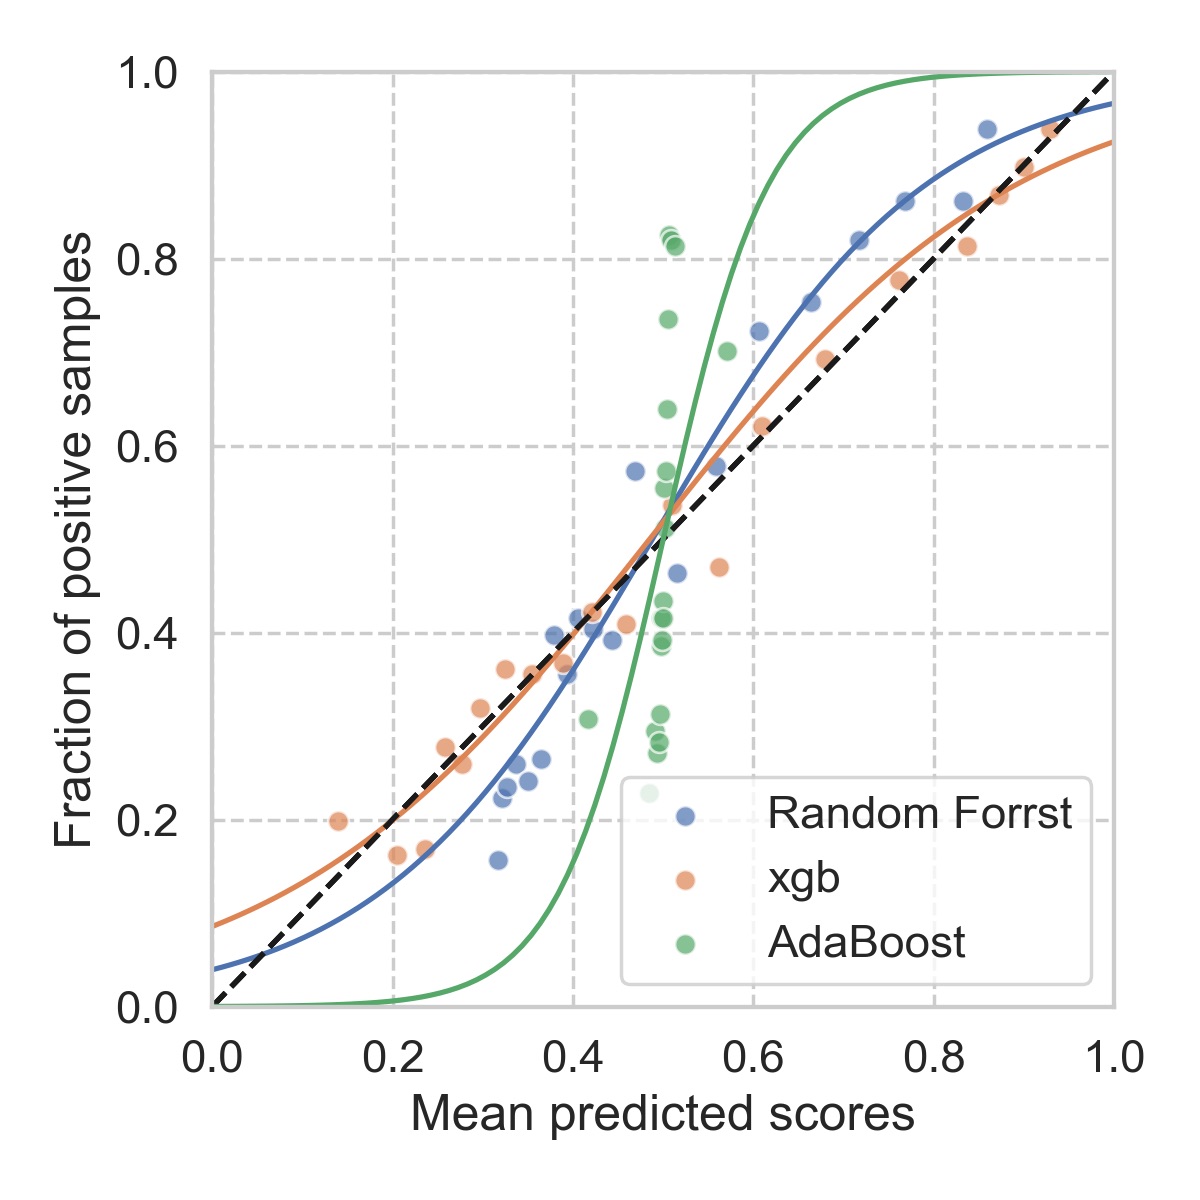 1.0
0.8
0.6
0.4
0.2
0.0
Fraction of positive samples
Random Forrst
xgb
AdaBoost
0.0 0.2 0.4 0.6 0.8 1.0
Mean predicted scores